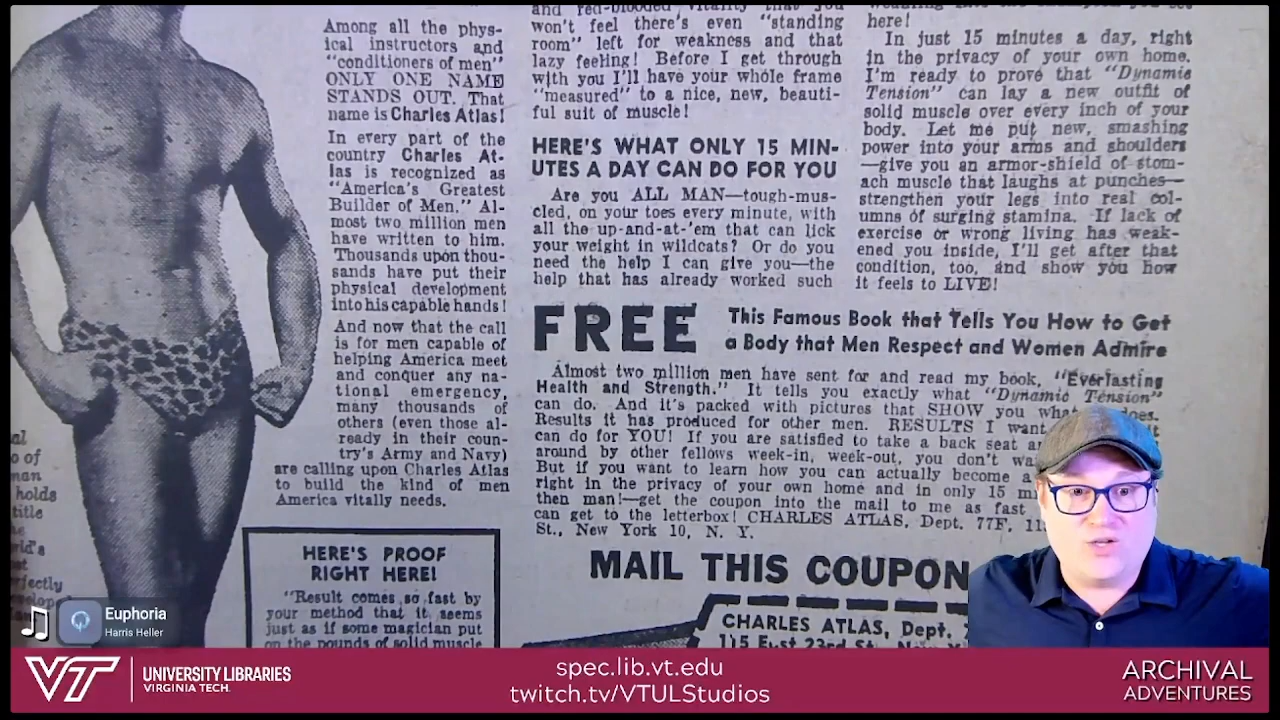 Among all the phys-
ical instructors and
"conditioners of men"
ONLY ONE NAME
STANDS OUT. That
name is Charles Atlas!
In every part of the
country Charles At-
las is recognized as
"America's Greatest
Builder of Men." Al-
most two million men
have written to him.
Thousands upon thou-
sands have put their
physical development
into his capable hands!
And now that the call
is for men capable of
helping America meet
and conquer any na-
tional emergency,
many thousands of
others (even those al-
ready in their coun-
try's Army and Navy)
are calling upon Charles Atlas
to build the kind of men
America vitally needs.
HERE'S PROOF
RIGHT HERE!
"Result comes so fast by
your method that it seems
just as if some magician put
on the pounds of solid muscle
and red-blooded vitality that you
won't feel there's even "standing
room" left for weakness and that
lazy feeling! Before I get through
with you I'll have your whole frame
"measured" to a nice, new, beauti-
ful suit of muscle!
HERE'S WHAT ONLY 15 MIN-
UTES A DAY CAN DO FOR YOU
Are you ALL MAN—tough-mus-
cled, on your toes every minute, with
all the up-and-at-'em that can lick
your weight in wildcats? Or do you
need the help I can give you—the
help that has already worked such
here!
In just 15 minutes a day, right
in the privacy of your own home.
I'm ready to prove that "Dynamic
Tension" can lay a new outfit of
solid muscle over every inch of your
body. Let me put new, smashing
power into your arms and shoulders
—give you an armor-shield of stom-
ach muscle that laughs at punches—
strengthen your legs into real col-
umns of surging stamina. If lack of
exercise or wrong living has weak-
ened you inside, I'll get after that
condition, too, and show you how
it feels to LIVE!
FREE
This Famous Book that Tells You How to Get
a Body that Men Respect and Women Admire
Almost two million men have sent for and read my book, "Everlasting
Health and Strength." It tells you exactly what "Dynamic Tension"
can do. And it's packed with pictures that SHOW you what does.
Results it has produced for other men. RESULTS I want
can do for YOU! If you are satisfied to take a back seat
around by other fellows week-in, week-out, you don't
But if you want to learn how you can actually become a
right in the privacy of your own home and in only 15
then man!—get the coupon into the mail to me as fast
can get to the letterbox! CHARLES ATLAS, Dept. 77F,
St., New York 10, N. Y.
MAIL THIS COUPON
CHARLES ATLAS, Dept.
115 East 23rd St., New
holds
title
Euphoria
Harris Heller
VT
UNIVERSITY LIBRARIES
VIRGINIA TECH.
spec.lib.vt.edu
twitch.tv/VTULStudios
ARCHIVAL
ADVENTURES